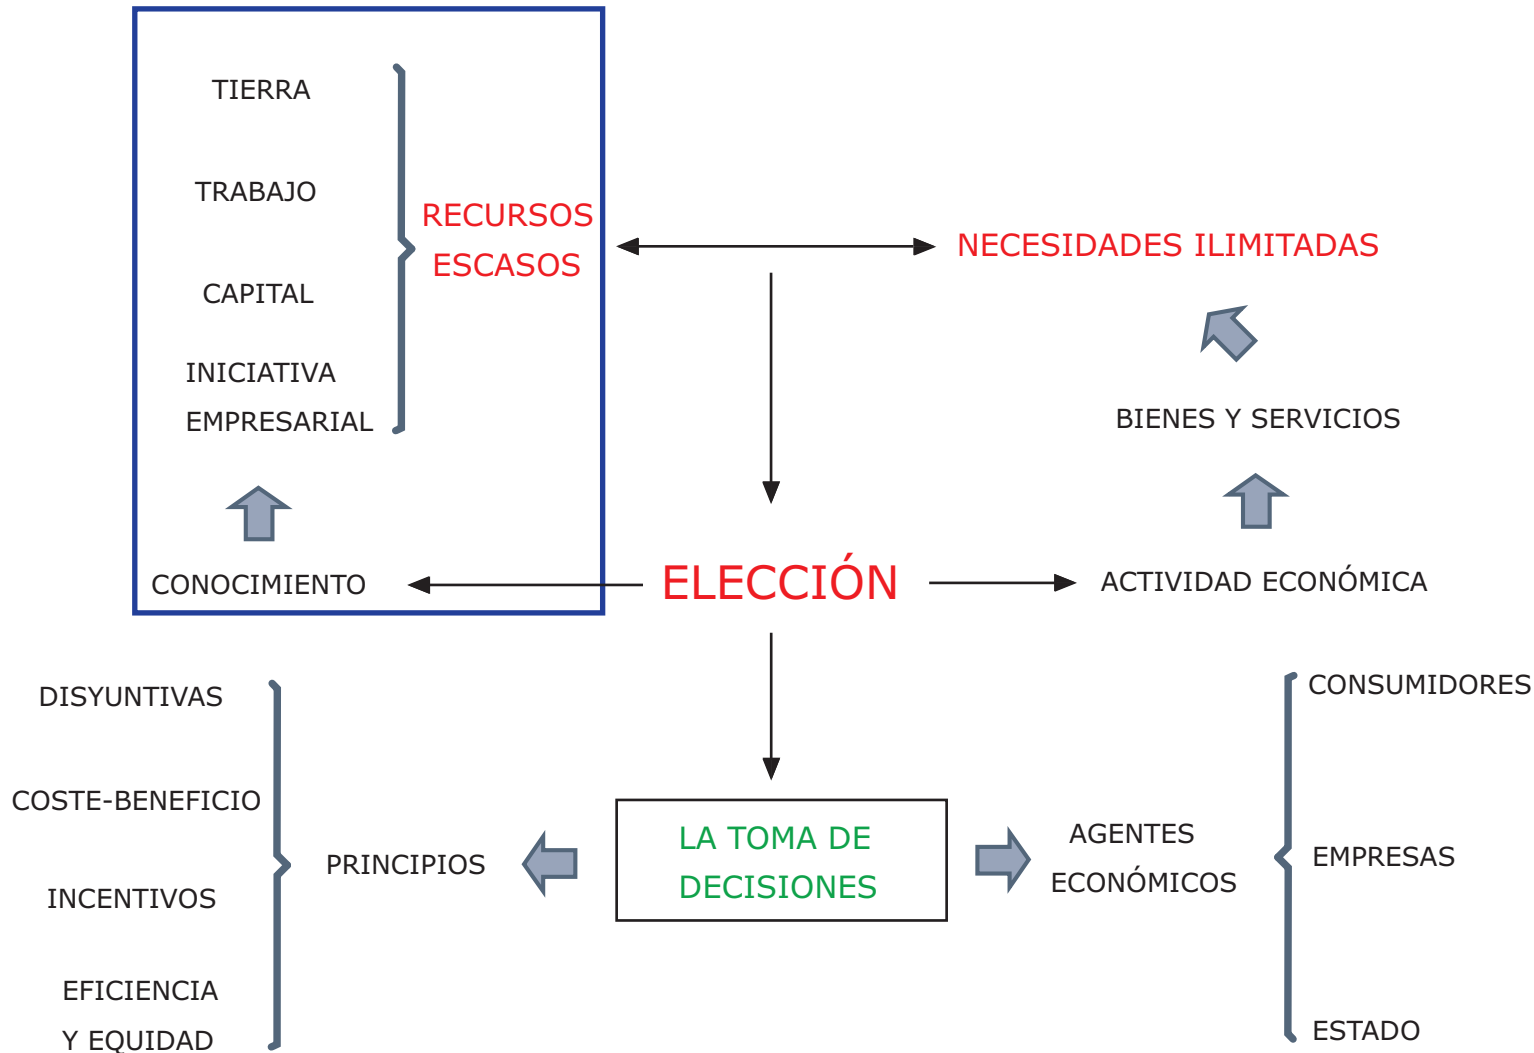 TIERRA
TRABAJO
CAPITAL
INICIATIVA
EMPRESARIAL
RECURSOS
ESCASOS
NECESIDADES ILIMITADAS
BIENES Y SERVICIOS
CONOCIMIENTO
ELECCIÓN
ACTIVIDAD ECONÓMICA
DISYUNTIVAS
COSTE-BENEFICIO
INCENTIVOS
EFICIENCIA
Y EQUIDAD
PRINCIPIOS
LA TOMA DE
DECISIONES
AGENTES
ECONÓMICOS
CONSUMIDORES
EMPRESAS
ESTADO